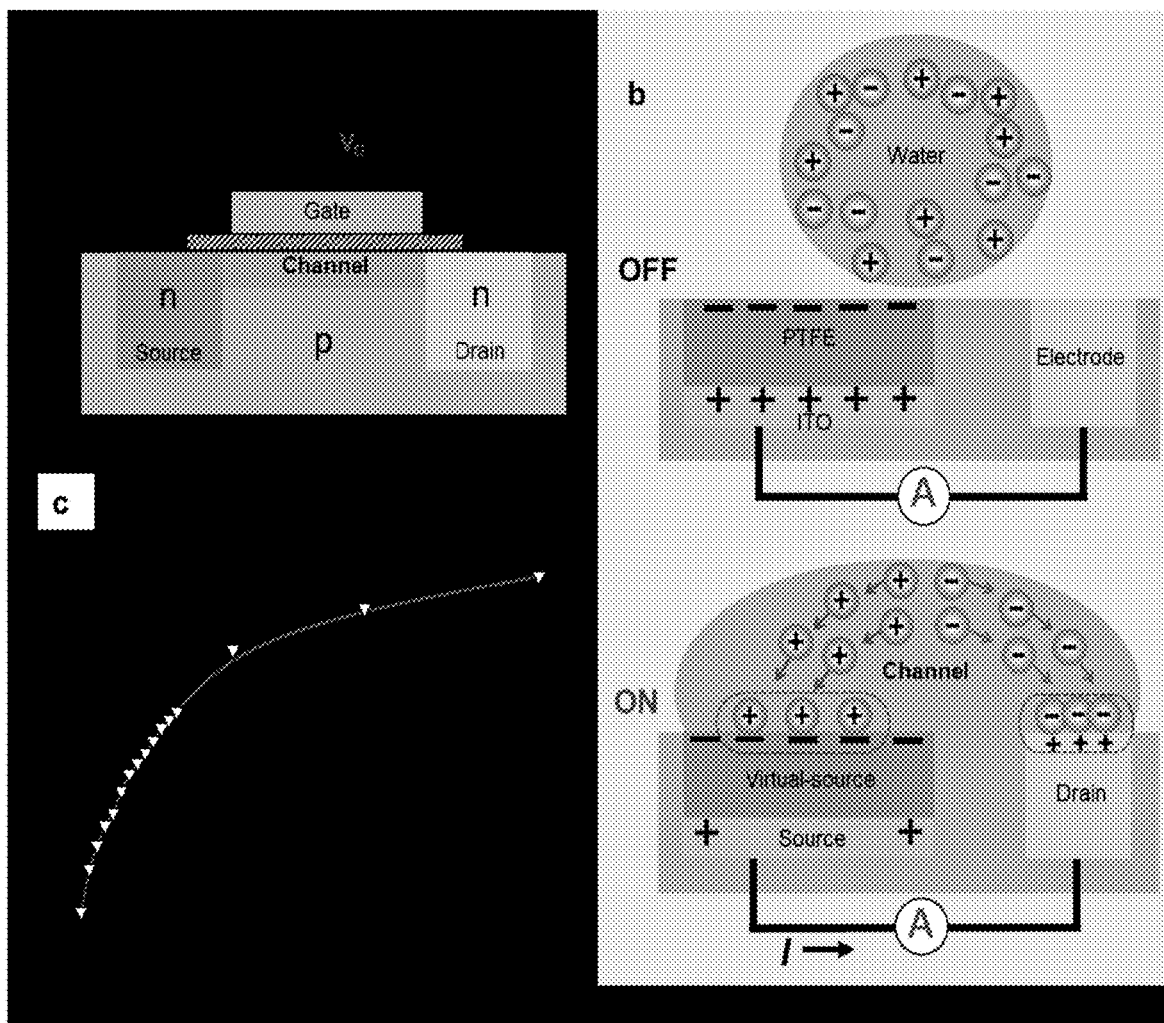 V
Gate
Channel
n
n
p
Source
Drain
b
+ - + - +
- +
Water
+
- -
- - +
+
+ -
OFF
- - - - -
PTFE
+ + + + +
ITO
Electrode
A
c
+ -
+ -
+ -
+ + - -
Channel
ON
+ + +
- - -
- - - - -
+ + +
Virtual-source
Drain
+ +
Source
A
I